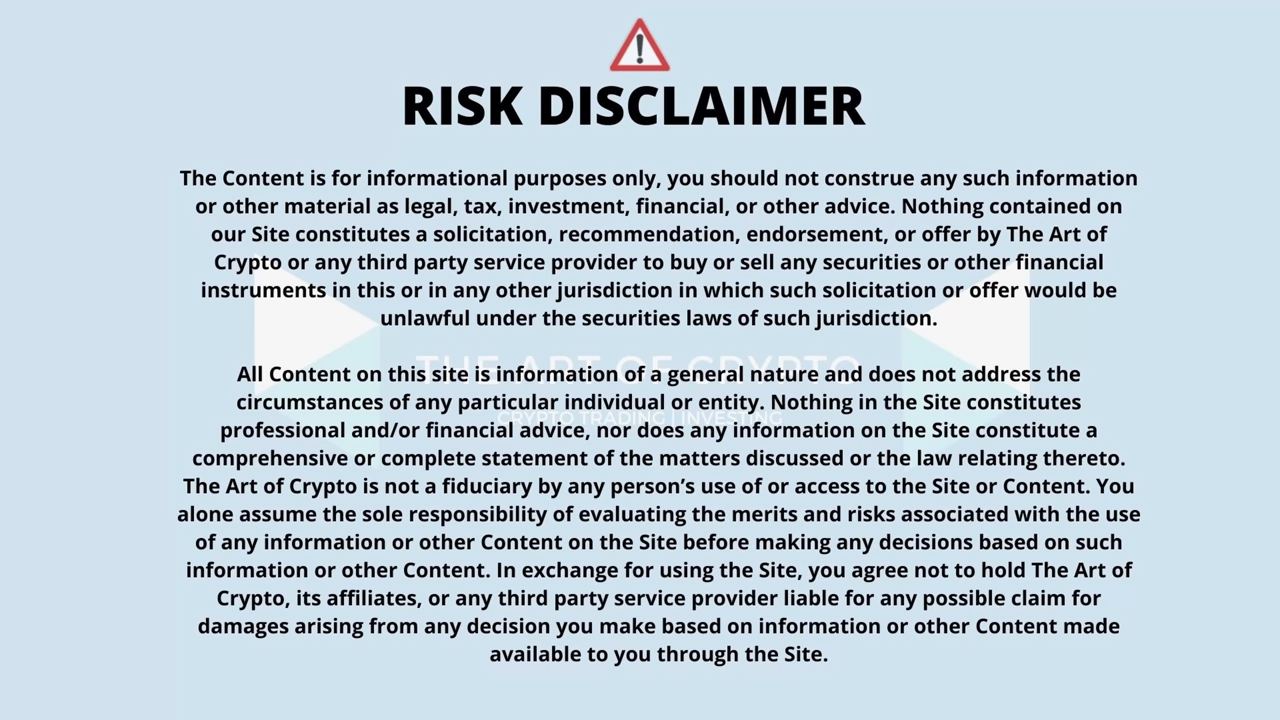 RISK DISCLAIMER
The Content is for informational purposes only, you should not construe any such information
or other material as legal, tax, investment, financial, or other advice. Nothing contained on
our Site constitutes a solicitation, recommendation, endorsement, or offer by The Art of
Crypto or any third party service provider to buy or sell any securities or other financial
instruments in this or in any other jurisdiction in which such solicitation or offer would be
unlawful under the securities laws of such jurisdiction.
THE ART OF CRYPTO
All Content on this site is information of a general nature and does not address the
circumstances of any particular individual or entity. Nothing in the Site constitutes
CRYPTO TRADING | INVESTING
professional and/or financial advice, nor does any information on the Site constitute a
comprehensive or complete statement of the matters discussed or the law relating thereto.
The Art of Crypto is not a fiduciary by any person’s use of or access to the Site or Content. You
alone assume the sole responsibility of evaluating the merits and risks associated with the use
of any information or other Content on the Site before making any decisions based on such
information or other Content. In exchange for using the Site, you agree not to hold The Art of
Crypto, its affiliates, or any third party service provider liable for any possible claim for
damages arising from any decision you make based on information or other Content made
available to you through the Site.